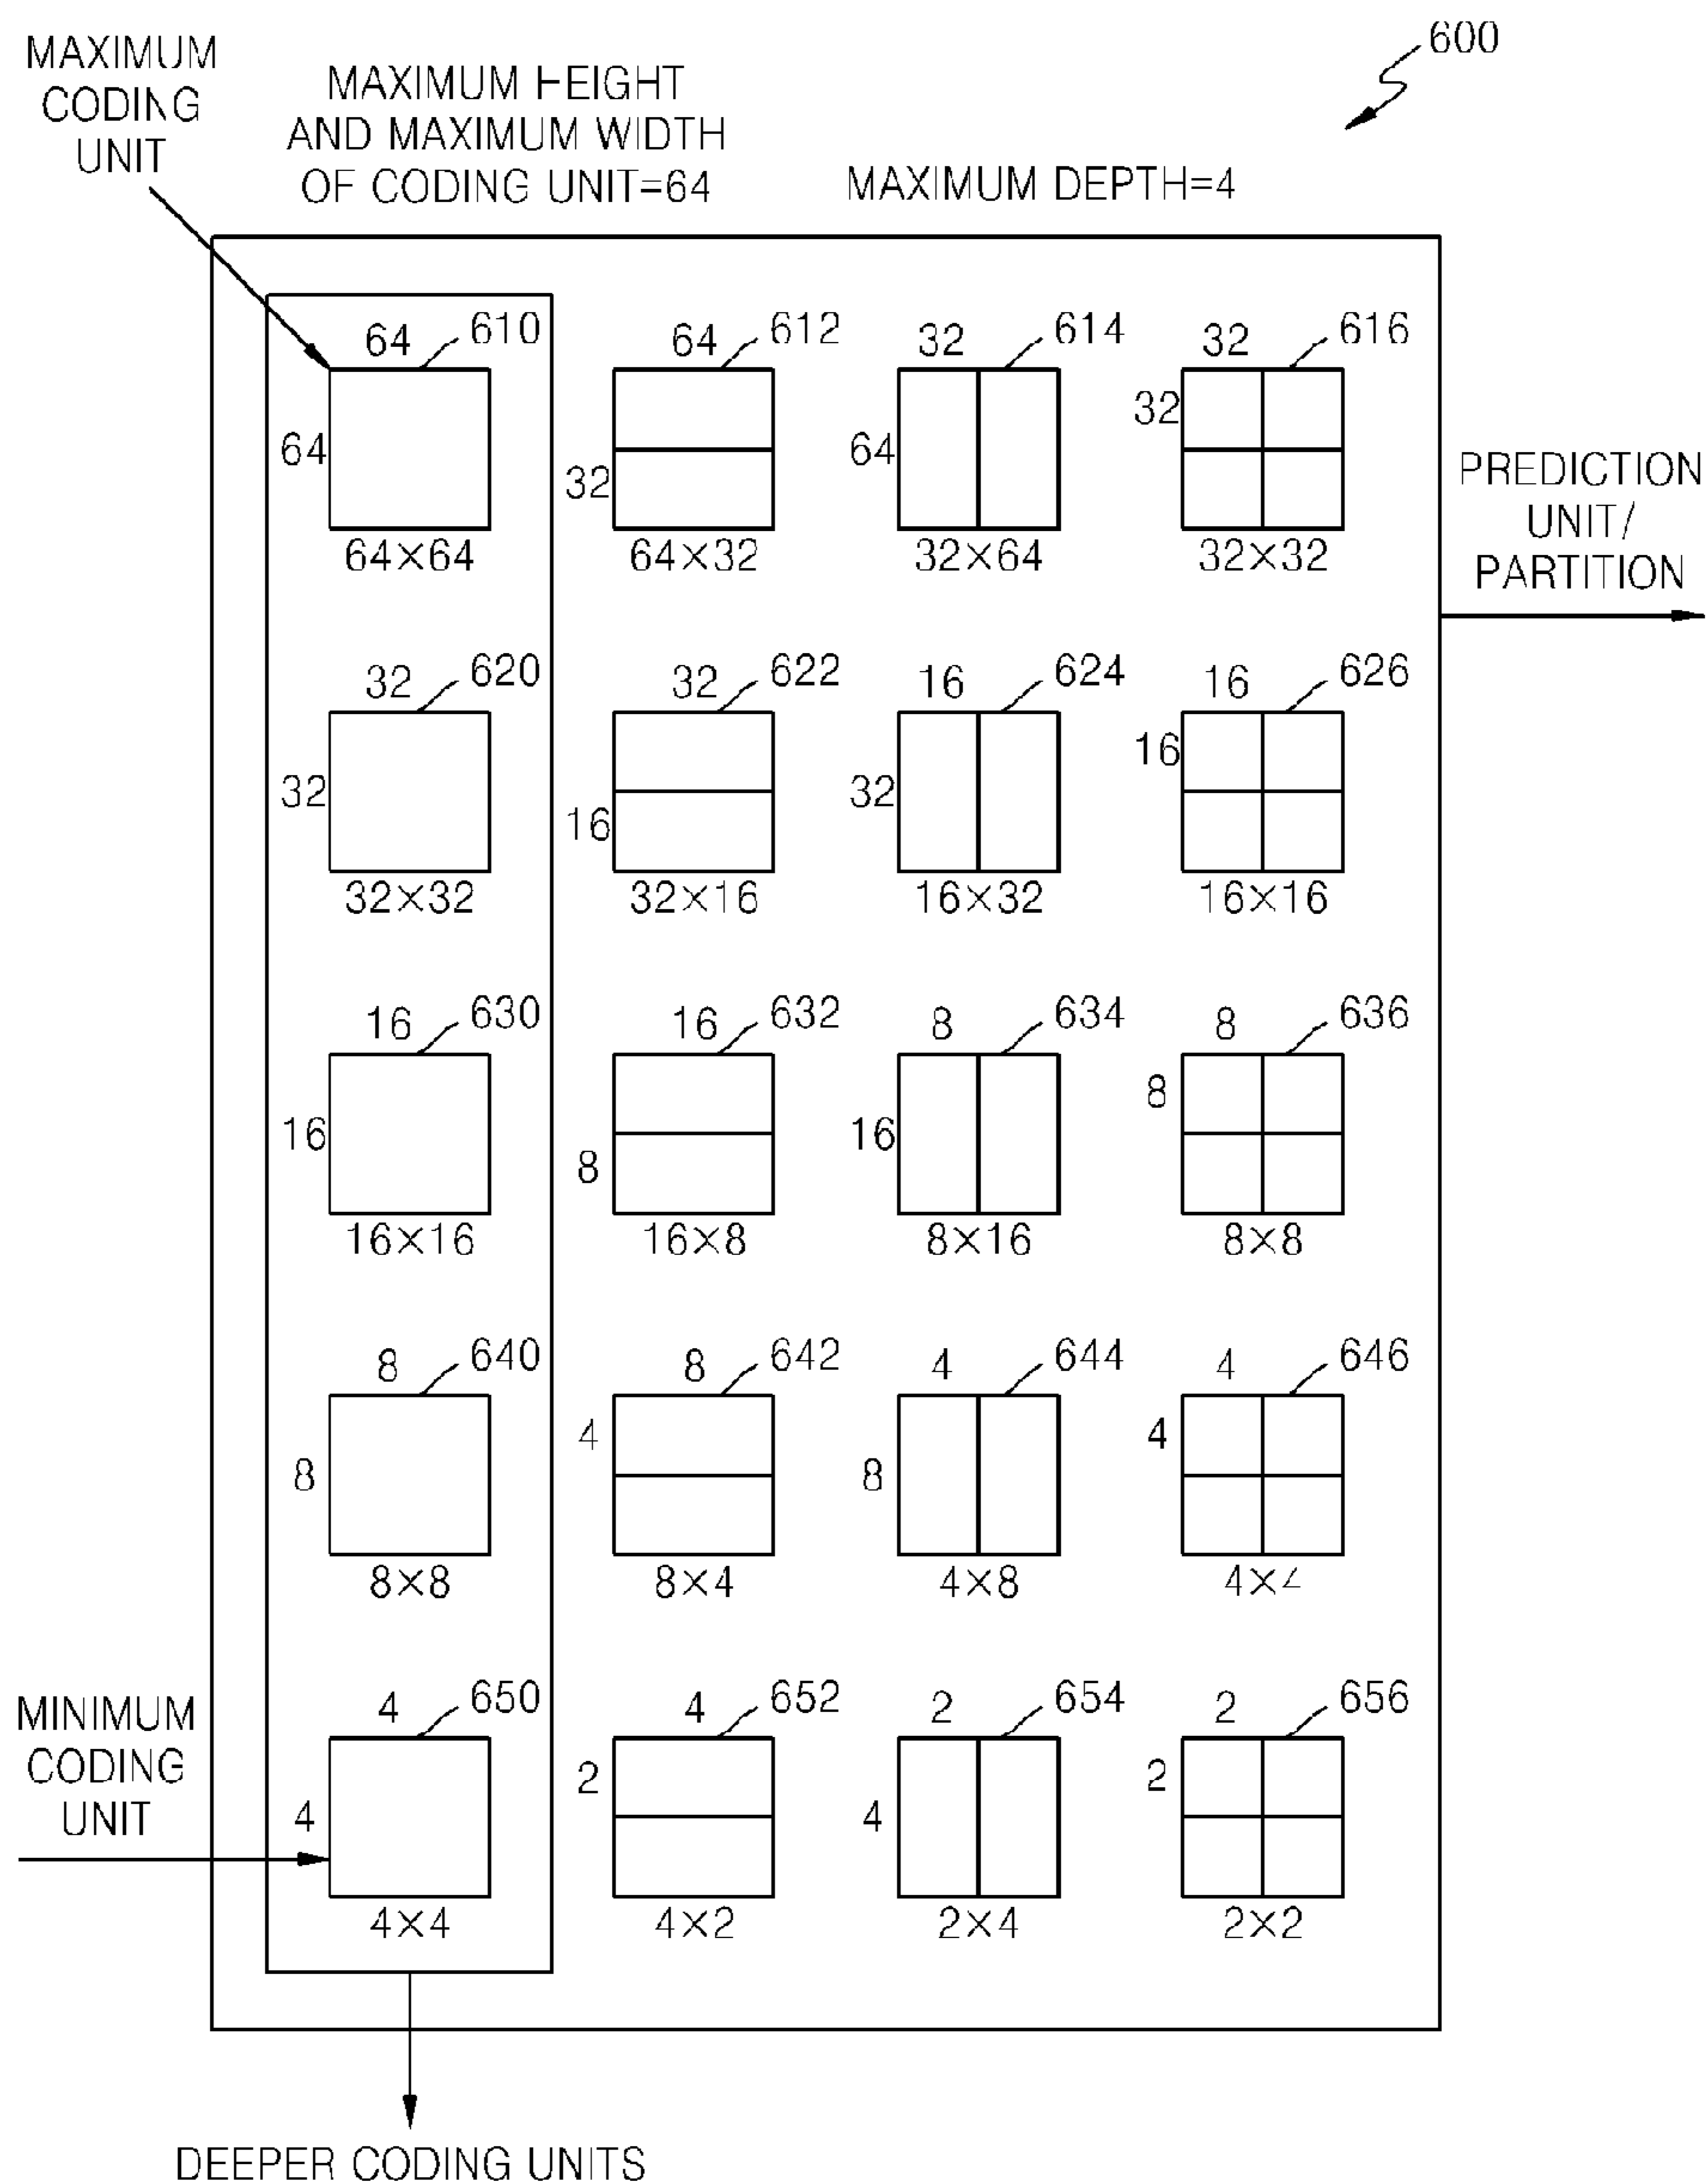 600
MAXIMUM
CODING
UNIT
MAXIMUM HEIGHT
AND MAXIMUM WIDTH
OF CODING UNIT=64
MAXIMUM DEPTH=4
64 610 64 612 32 614 32 616
64 32 64 32
64×64 64×32 32×64 32×32
PREDICTION
UNIT/
PARTITION
32 620 32 622 16 624 16 626
32 16 32 16
32×32 32×16 16×32 16×16
16 630 16 632 8 634 8 636
16 8 16 8
16×16 16×8 8×16 8×8
8 640 8 642 4 644 4 646
8 4 8 4
8×8 8×4 4×8 4×4
MINIMUM
CODING
UNIT
4 650 4 652 2 654 2 656
4 2 4 2
4×4 4×2 2×4 2×2
DEEPER CODING UNITS